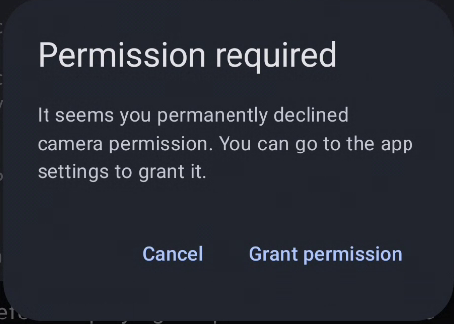 Permission required
It seems you permanently declined
camera permission. You can go to the app
settings to grant it.
Cancel Grant permission